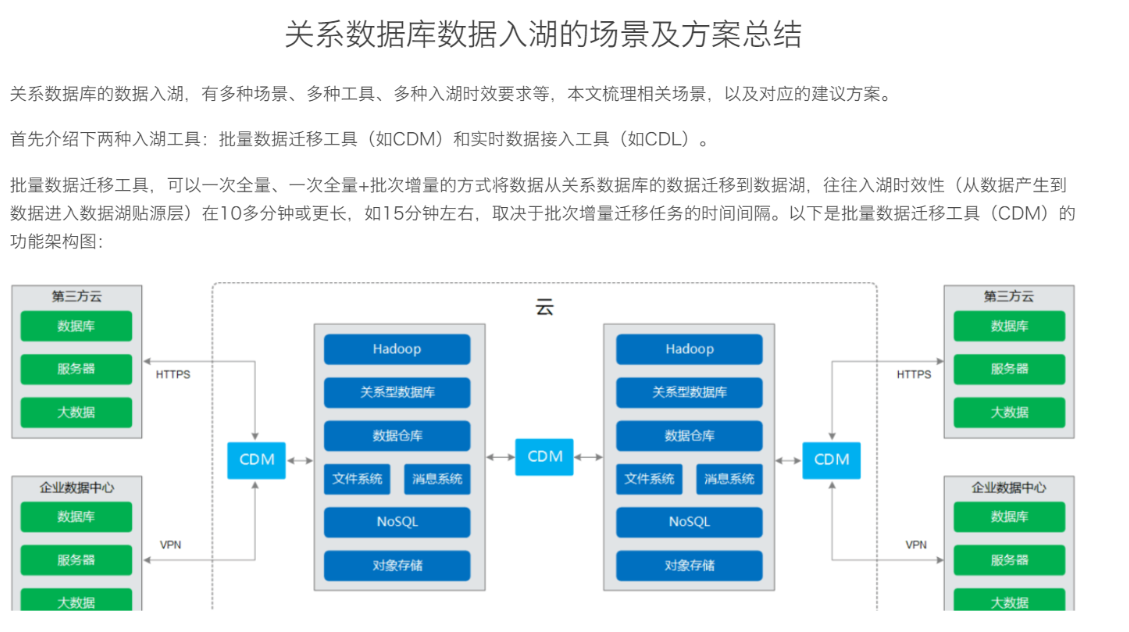 关系数据库数据入湖的场景及方案总结
关系数据库的数据入湖，有多种场景、多种工具、多种入湖时效要求等，本文梳理相关场景，以及对应的建议方案。
首先介绍下两种入湖工具：批量数据迁移工具（如CDM）和实时数据接入工具（如CDL）。
批量数据迁移工具，可以一次全量、一次全量+批次增量的方式将数据从关系数据库的数据迁移到数据湖，往往入湖时效性（从数据产生到
数据进入数据湖贴源层）在10多分钟或更长，如15分钟左右，取决于批次增量迁移任务的时间间隔。以下是批量数据迁移工具（CDM）的
功能架构图：
第三方云
数据库
服务器
大数据
企业数据中心
数据库
服务器
大数据
HTTPS
VPN
云
CDM
Hadoop
关系型数据库
数据仓库
文件系统 消息系统
NoSQL
对象存储
CDM
Hadoop
关系型数据库
数据仓库
文件系统 消息系统
NoSQL
对象存储
CDM
HTTPS
VPN
第三方云
数据库
服务器
大数据
企业数据中心
数据库
服务器
大数据